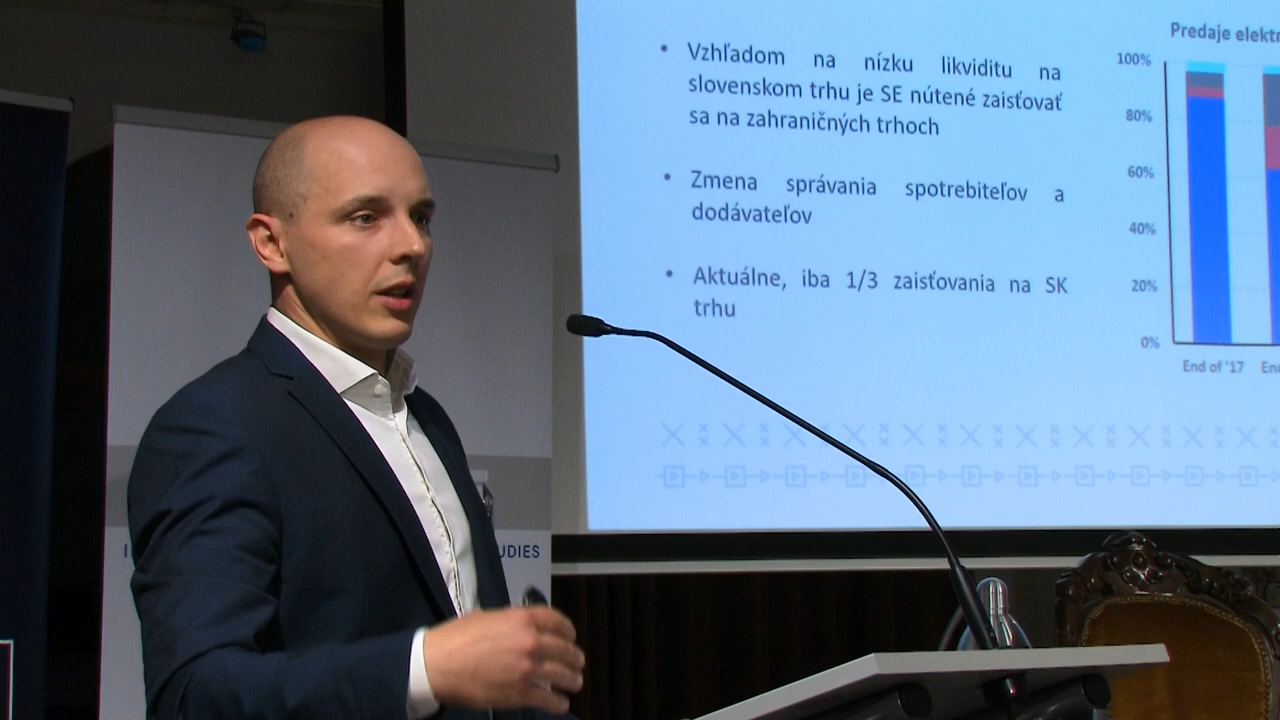 Vzhľadom na nízku likviditu na
slovenskom trhu je SE nútené zaisťovať
sa na zahraničných trhoch
Zmena správania spotrebiteľov a
dodávateľov
Aktuálne, iba 1/3 zaisťovania na SK
trhu
Predaje elektr
100%
80%
60%
40%
20%
0%
End of '17
UDIES